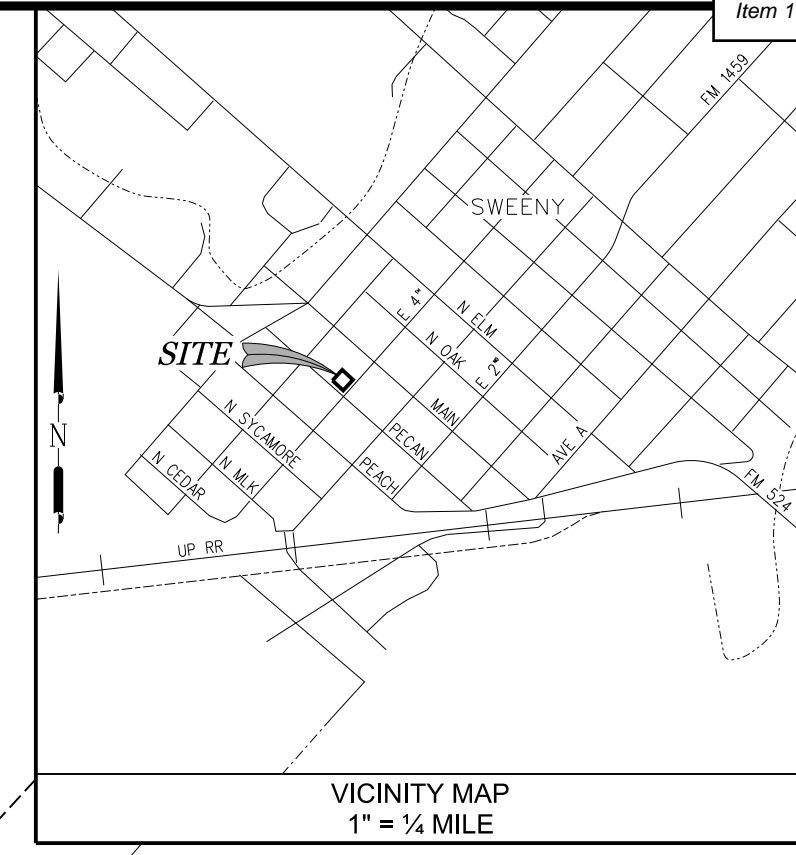 Item 1
FM 1459
SWEENY
E 4th
N ELM
N OAK
E 2nd
SITE
MAIN
N SYCAMORE
PECAN
AVE A
N
N CEDAR
N MLK
PEACH
FM 524
UP RR
VICINITY MAP
1" = ¼ MILE